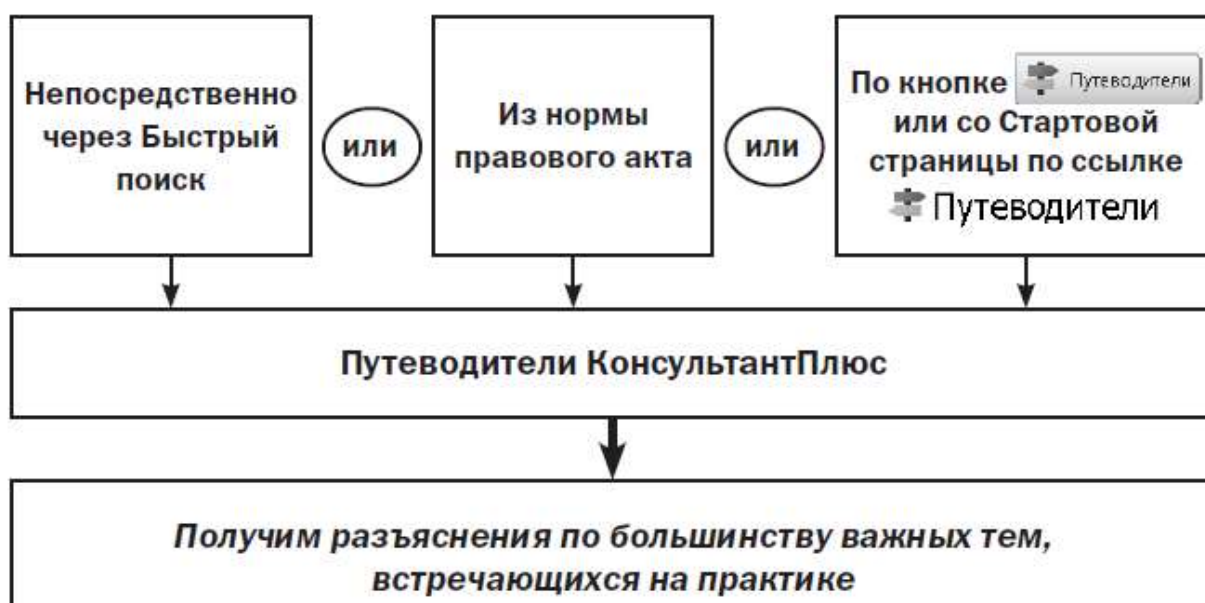 Непосредственно
через Быстрый
поиск
или
Из нормы
правового акта
или
По кнопке Путеводители
или со Стартовой
страницы по ссылке
Путеводители
Путеводители КонсультантПлюс
Получим разъяснения по большинству важных тем,
встречающихся на практике